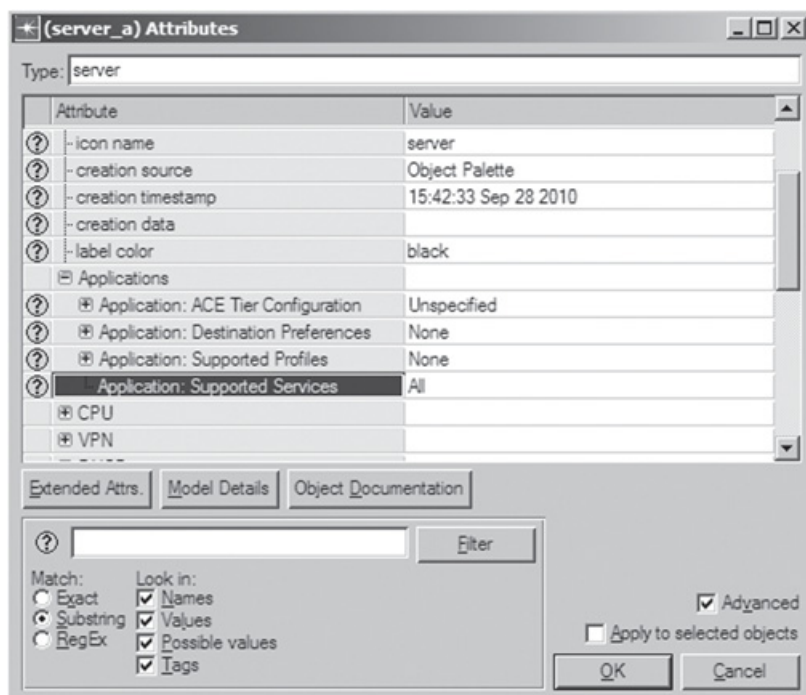 (server_a) Attributes
Type: server
Attribute Value
icon name server
creation source Object Palette
creation timestamp 15:42:33 Sep 28 2010
creation data
label color black
Applications
Application: ACE Tier Configuration Unspecified
Application: Destination Preferences None
Application: Supported Profiles None
Application: Supported Services All
CPU
VPN
Extended Attrs. Model Details Object Documentation
Filter
Match: Look in:
Exact Names
Substring Values
RegEx Possible values
Tags
Advanced
Apply to selected objects
OK Cancel